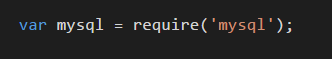 var mysql = require('mysql');